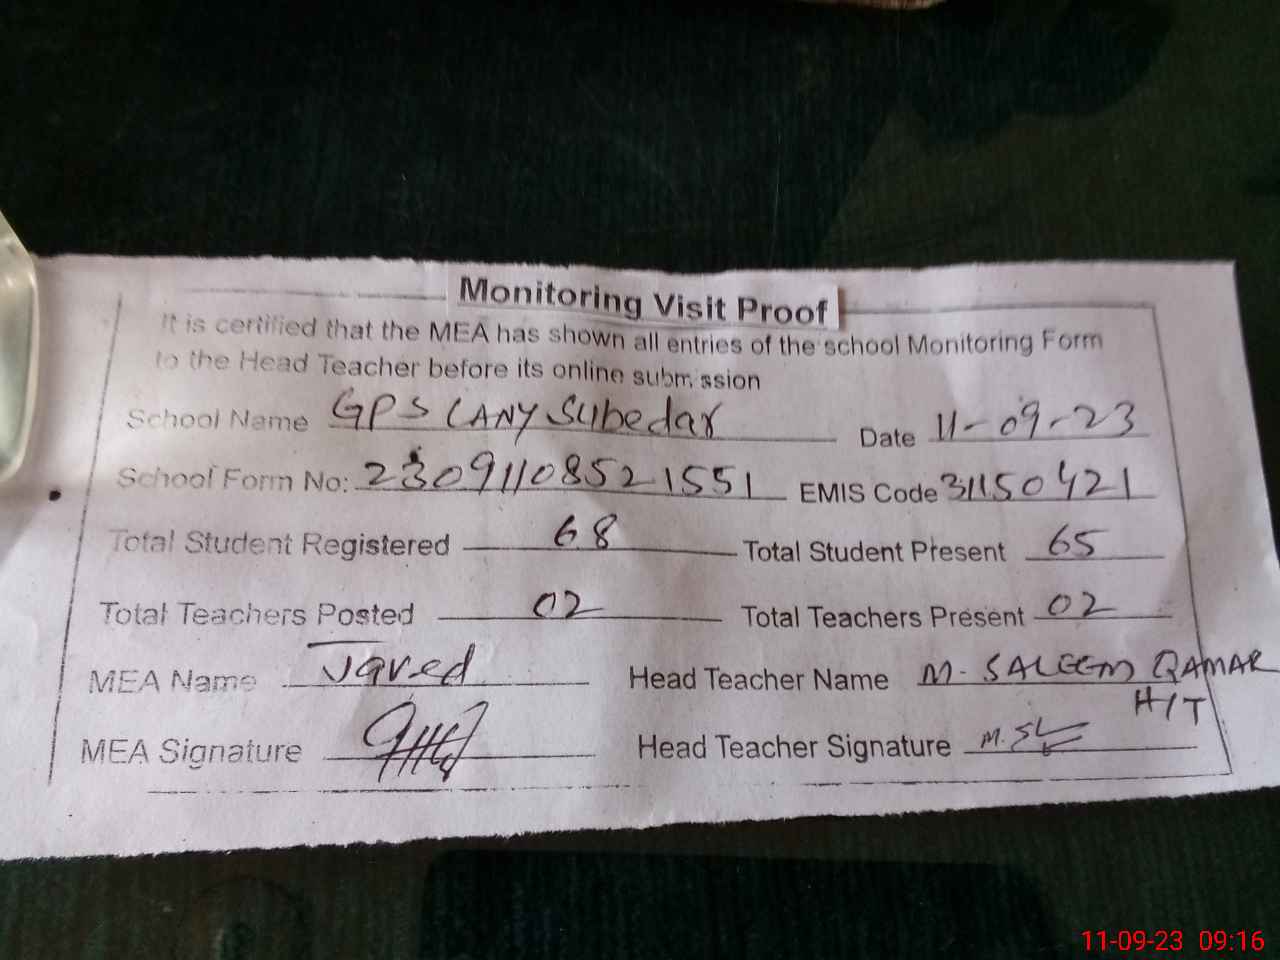 Monitoring Visit Proof
It is certified that the MEA has shown all entries of the school Monitoring Form
to the Head Teacher before its online submission
School Name GPS CANY Subedar Date 11-09-23
School Form No: 23091108521551 EMIS Code 31150421
Total Student Registered 68 Total Student Present 65
Total Teachers Posted 02 Total Teachers Present 02
MEA Name Javed Head Teacher Name M. SALEEM QAMAR
H/T
MEA Signature Head Teacher Signature
11-09-23 09:16